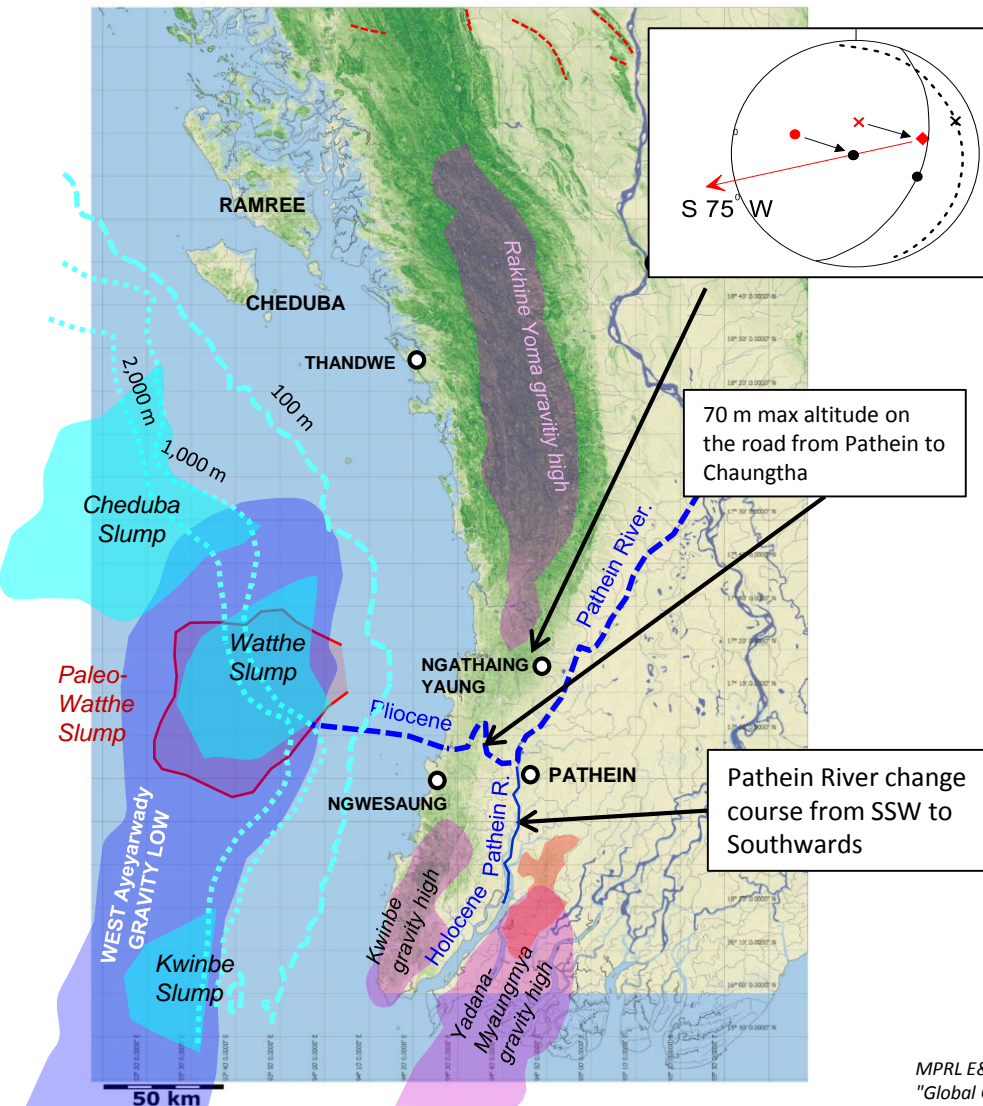 S 75° W
RAMREE
CHEDUBA
THANDWE
2,000 m
1,000 m
100 m
Rakhine Yoma gravitiy high
70 m max altitude on
the road from Pathein to
Chaungtha
Cheduba
Slump
Watthe
Slump
Paleo-
Watthe
Slump
Pathein River.
NGATHAING
YAUNG
Pliocene
PATHEIN
NGWESAUNG
Pathein River change
course from SSW to
Southwards
WEST Ayeyarwady
GRAVITY LOW
Kwinbe
gravity high
Holocene Pathein R.
Yadana-
Myaungmya
gravity high
Kwinbe
Slump
50 km
MPRL E&
"Global